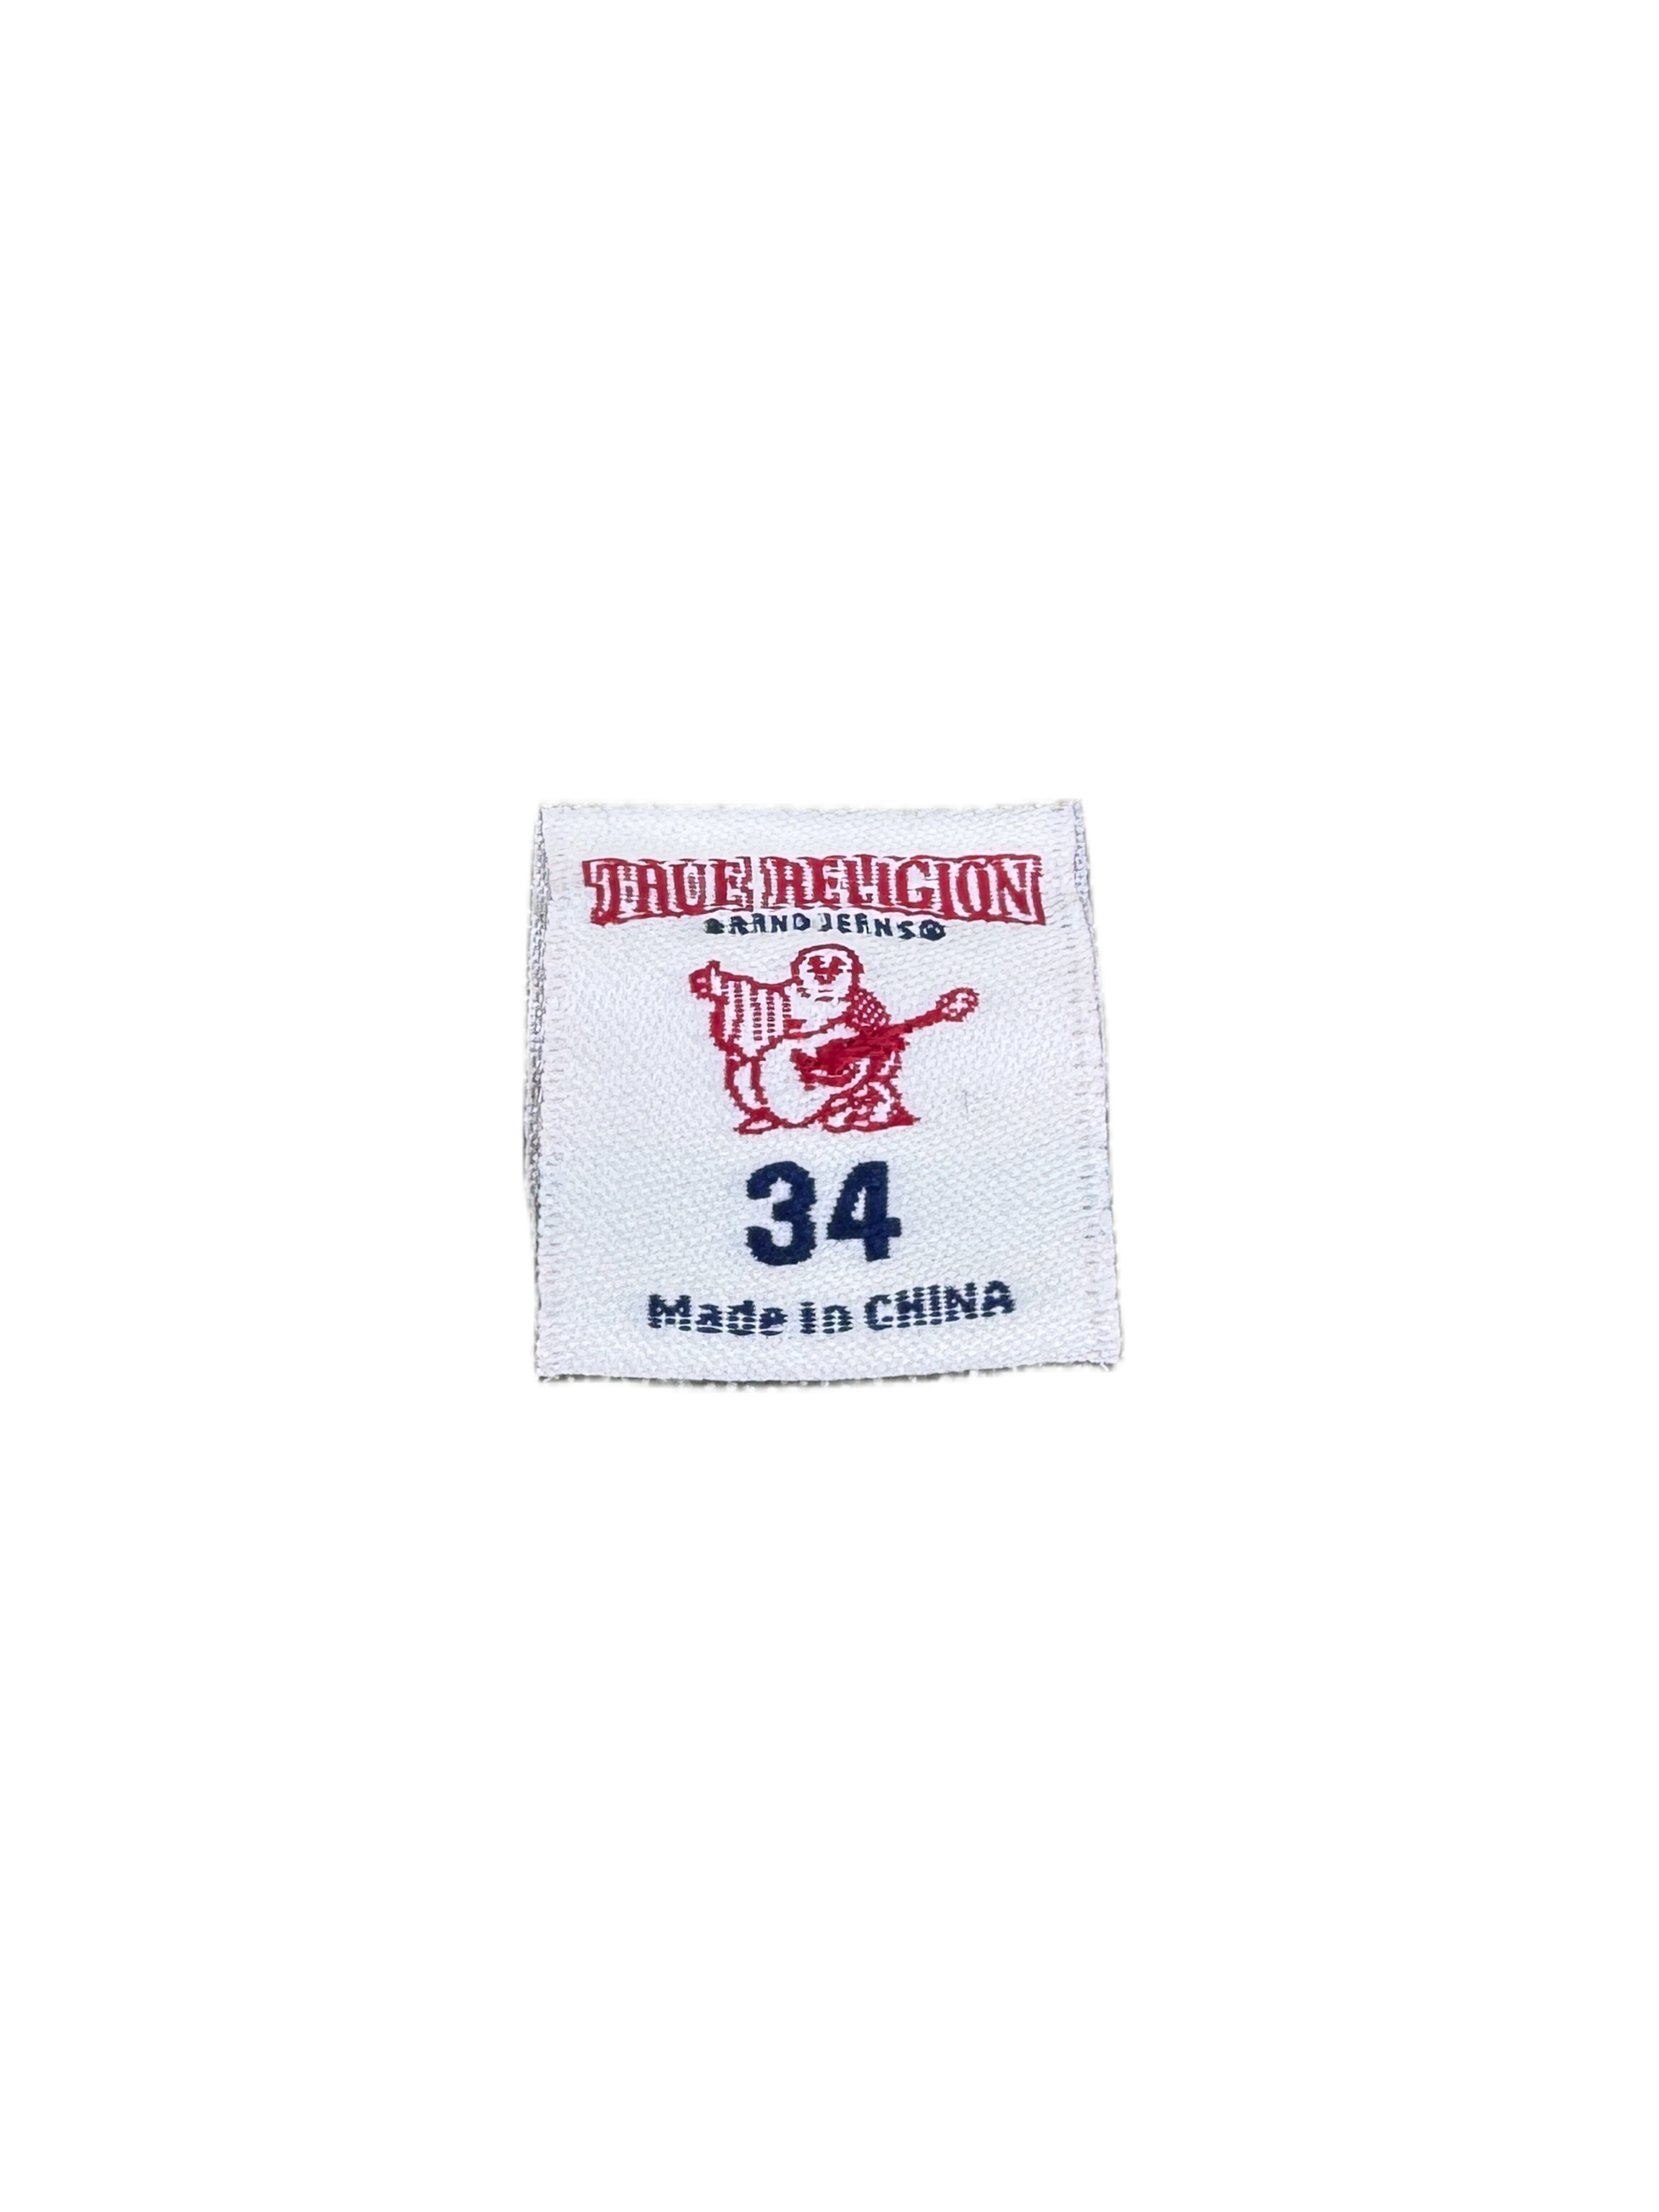 TRUE RELIGION
BRAND JEANS®
34
Made in CHINA